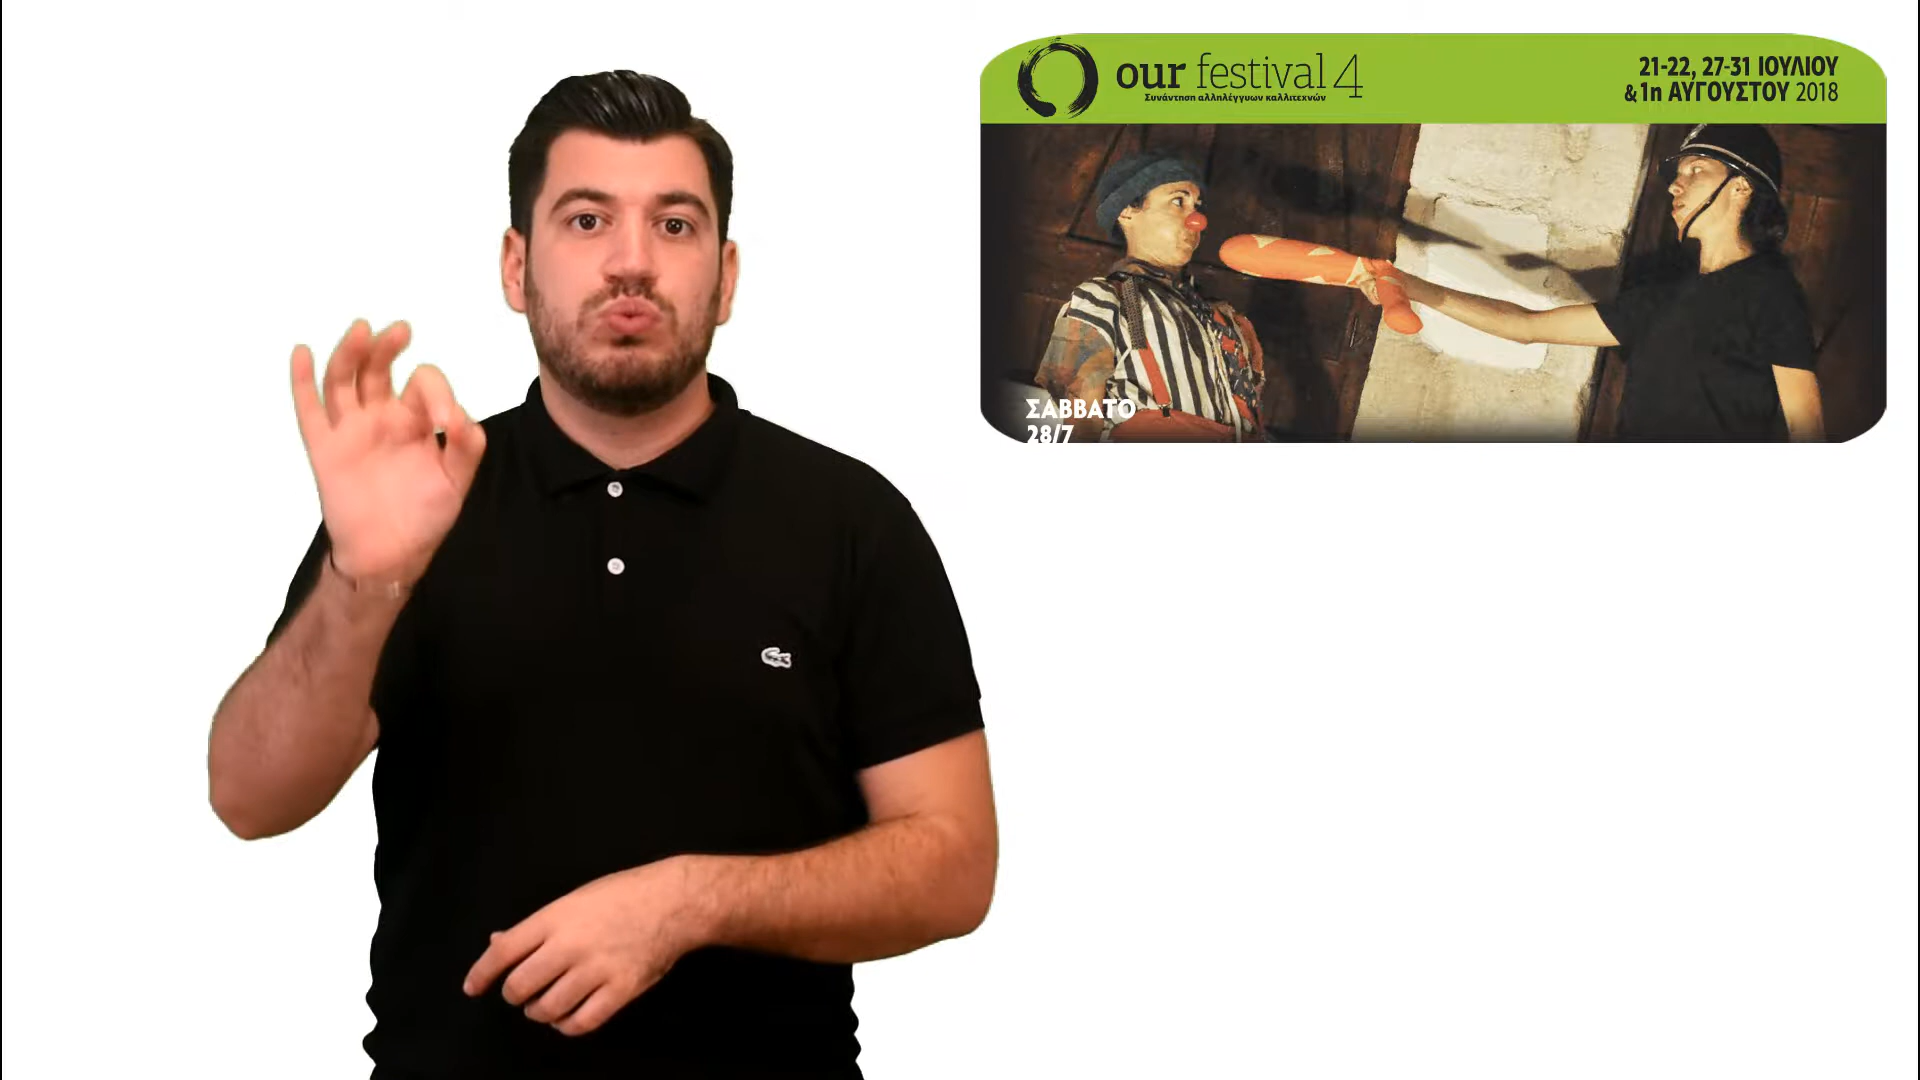 our festival 4
Συνάντηση αλληλέγγυων καλλιτεχνών
21-22, 27-31 ΙΟΥΛΙΟΥ
& 1η ΑΥΓΟΥΣΤΟΥ 2018
ΣΑΒΒΑΤΟ
28/7